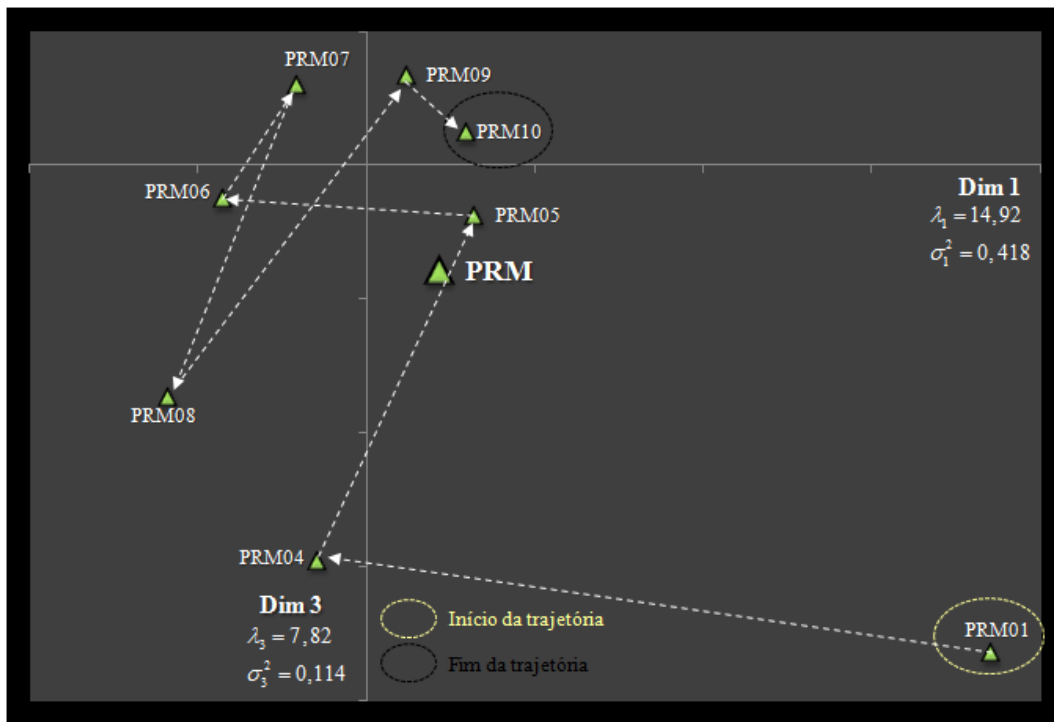 PRM07
PRM09
PRM10
PRM06
Dim 1
PRM05
λ₁ = 14,92
σ₁² = 0,418
PRM
PRM08
PRM04
Dim 3
λ₃ = 7,82
σ₃² = 0,114
Início da trajetória
Fim da trajetória
PRM01